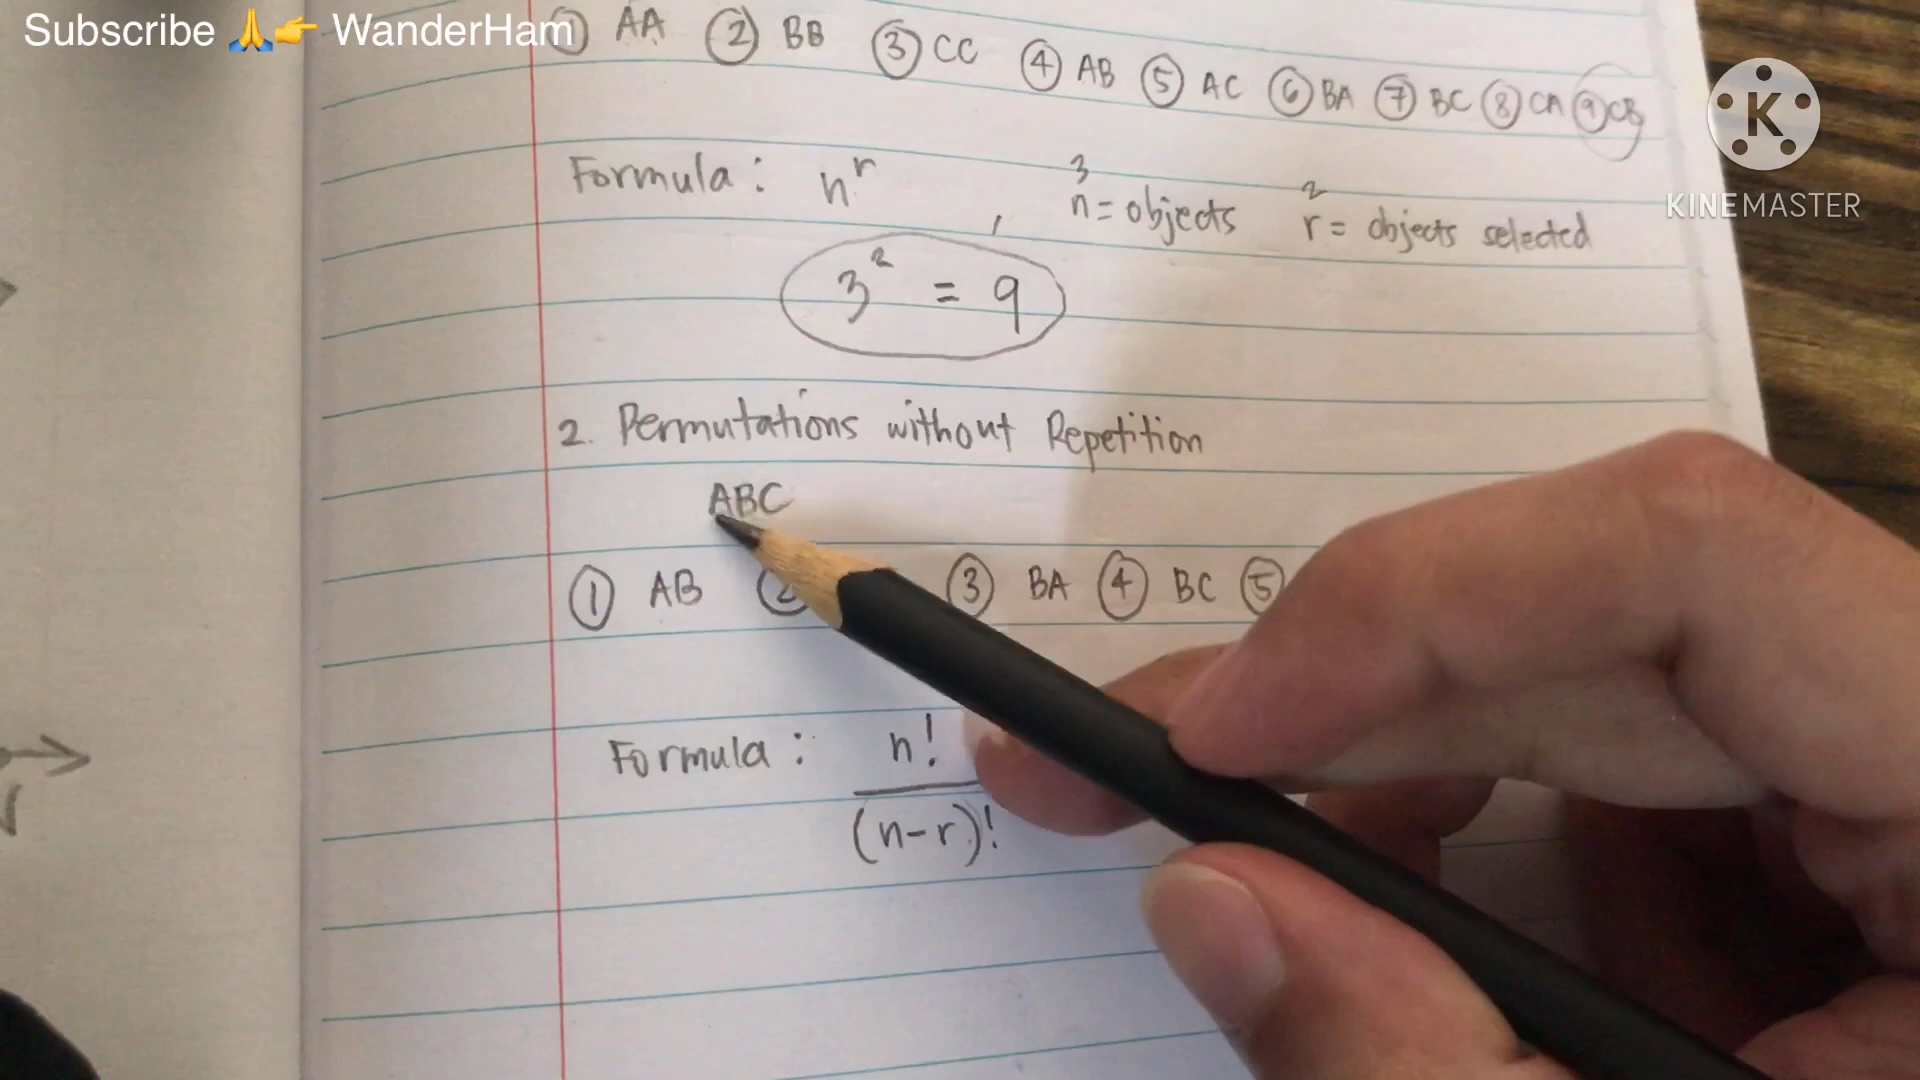 Subscribe 🙏👉 WanderHam
① AA ② BB ③ CC ④ AB ⑤ AC ⑥ BA ⑦ BC ⑧ CA ⑨ CB
K
KINEMASTER
Formula : n^r , n = objects r = objects selected
3 2
3^2 = 9
2. Permutations without Repetition
ABC
① AB ② ③ BA ④ BC ⑤
Formula : n!
(n-r)!